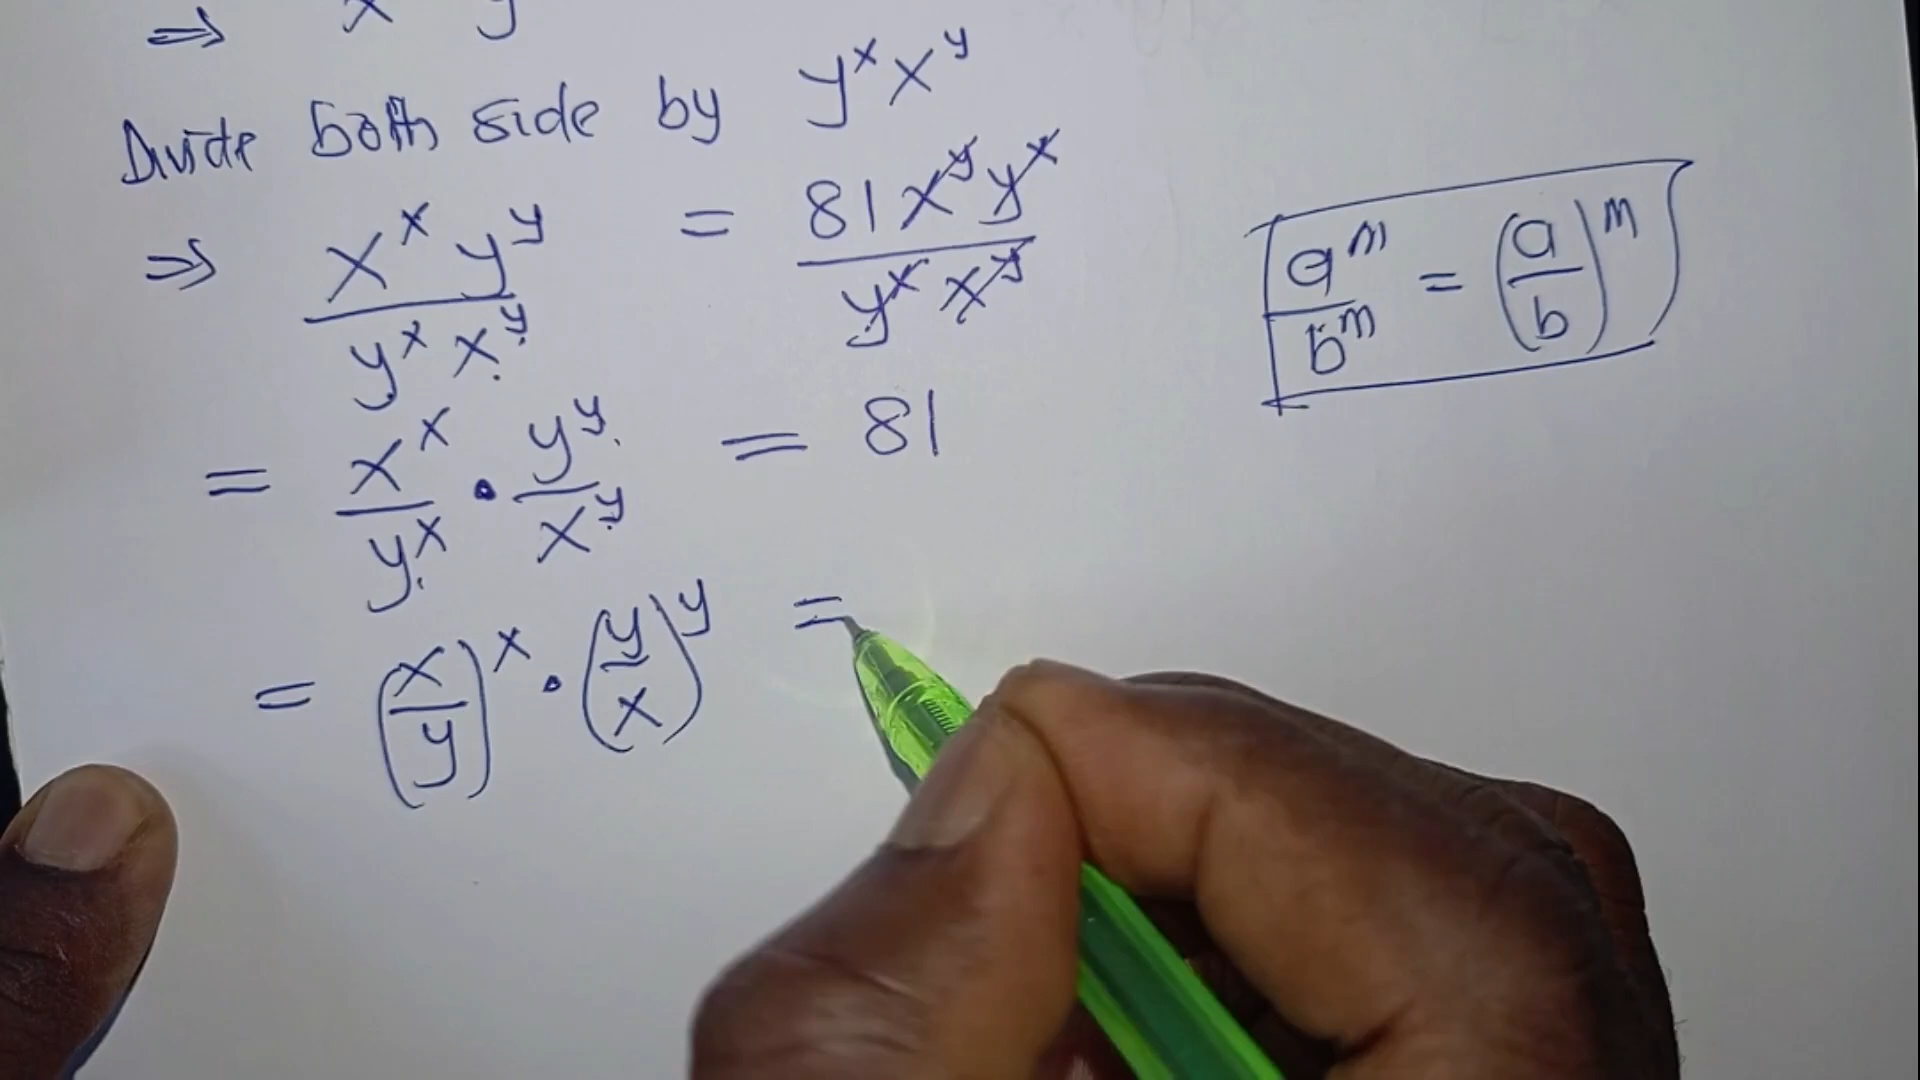 ⇒ x y
Divide both side by y^x x^y
⇒ x^x y^y / y^x x^y = 81 x^y y^x / y^x x^y
= x^x / y^x · y^y / x^y = 81
= (x/y)^x · (y/x)^y =
a^m / b^m = (a/b)^m